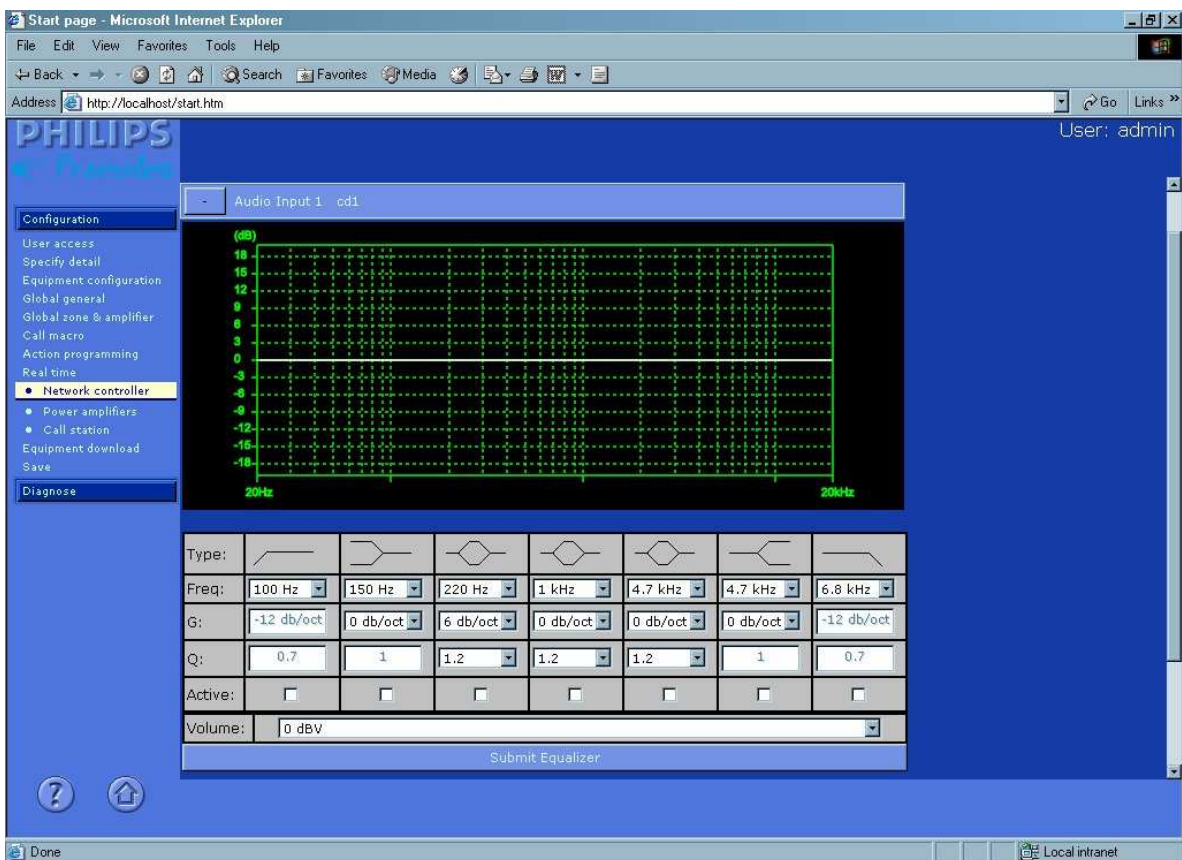 Start page - Microsoft Internet Explorer
File Edit View Favorites Tools Help
Back Search Favorites Media
Address http://localhost/start.htm Go Links »
PHILIPS
User: admin
- Audio Input 1 cd1
Configuration
User access
Specify detail
Equipment configuration
Global general
Global zone & amplifier
Call macro
Action programming
Real time
• Network controller
• Power amplifiers
• Call station
Equipment download
Save
Diagnose
(dB)
18
15
12
9
6
3
0
-3
-6
-9
-12
-15
-18
20Hz 20kHz
Type:
Freq: 100 Hz 150 Hz 220 Hz 1 kHz 4.7 kHz 4.7 kHz 6.8 kHz
G: -12 db/oct 0 db/oct 6 db/oct 0 db/oct 0 db/oct 0 db/oct -12 db/oct
Q: 0.7 1 1.2 1.2 1.2 1 0.7
Active:
Volume: 0 dBV
Submit Equalizer
?
Done Local intranet